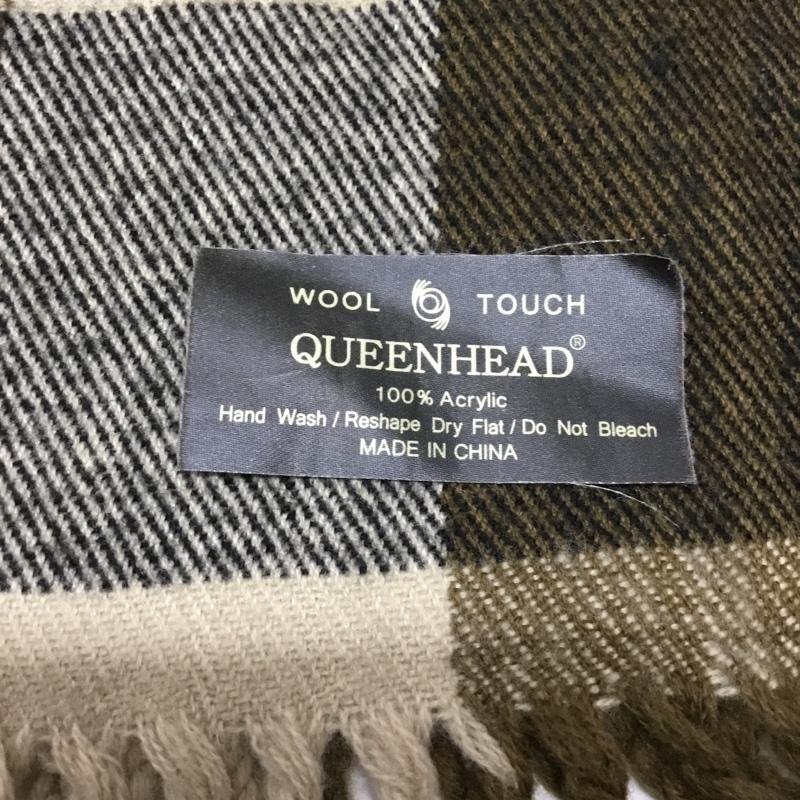 WOOL TOUCH
QUEENHEAD®
100% Acrylic
Hand Wash / Reshape Dry Flat / Do Not Bleach
MADE IN CHINA